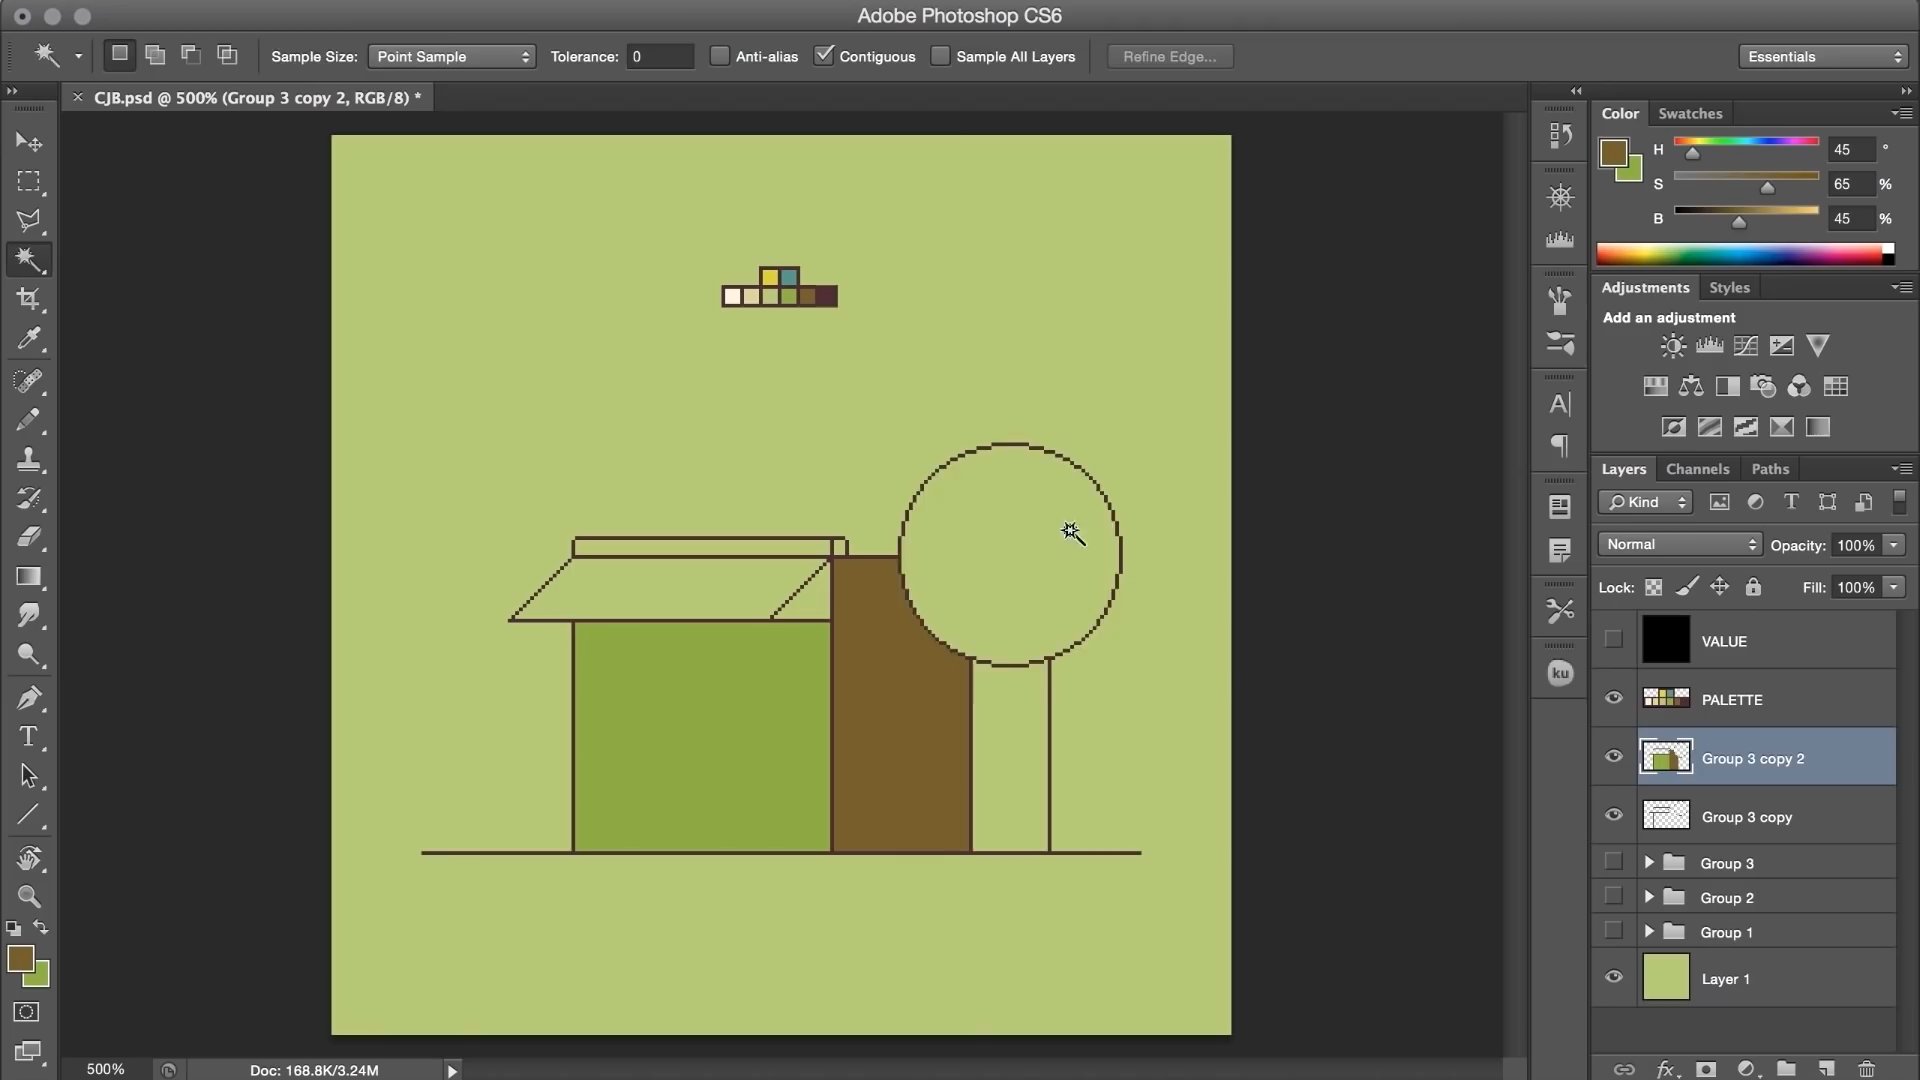 Adobe Photoshop CS6
Sample Size: Point Sample Tolerance: 0 Anti-alias Contiguous Sample All Layers Refine Edge... Essentials
CJB.psd @ 500% (Group 3 copy 2, RGB/8) *
Color Swatches
H 45 °
S 65 %
B 45 %
Adjustments Styles
Add an adjustment
Layers Channels Paths
Kind
Normal Opacity: 100%
Lock: Fill: 100%
VALUE
PALETTE
Group 3 copy 2
Group 3 copy
Group 3
Group 2
Group 1
Layer 1
ku
500% Doc: 168.8K/3.24M